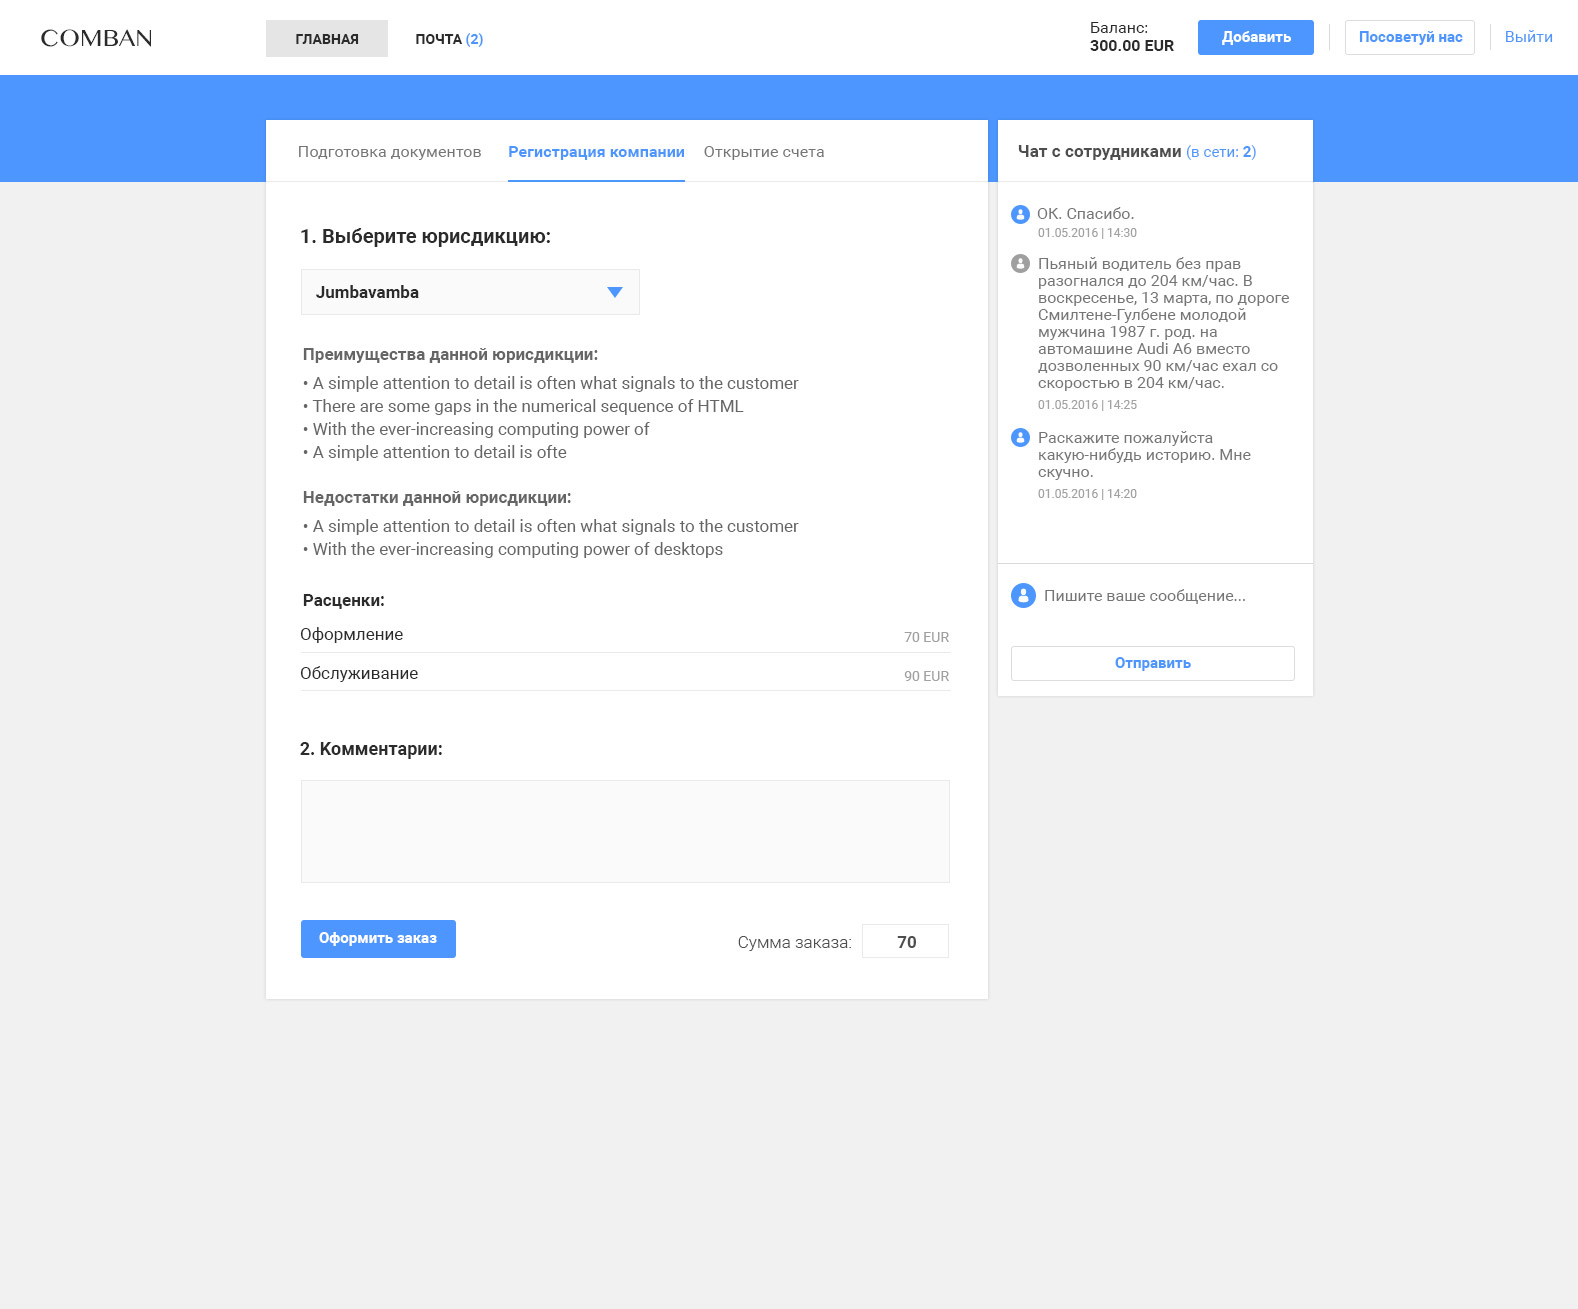 COMBAN
ГЛАВНАЯ
ПОЧТА (2)
Баланс:
300.00 EUR
Добавить
Посоветуй нас
Выйти
Подготовка документов
Регистрация компании
Открытие счета
1. Выберите юрисдикцию:
Jumbavamba
Преимущества данной юрисдикции:
• A simple attention to detail is often what signals to the customer
• There are some gaps in the numerical sequence of HTML
• With the ever-increasing computing power of
• A simple attention to detail is ofte
Недостатки данной юрисдикции:
• A simple attention to detail is often what signals to the customer
• With the ever-increasing computing power of desktops
Расценки:
Оформление
70 EUR
Обслуживание
90 EUR
2. Комментарии:
Оформить заказ
Сумма заказа:
70
Чат с сотрудниками (в сети: 2)
ОК. Спасибо.
01.05.2016 | 14:30
Пьяный водитель без прав
разогнался до 204 км/час. В
воскресенье, 13 марта, по дороге
Смилтене-Гулбене молодой
мужчина 1987 г. род. на
автомашине Audi A6 вместо
дозволенных 90 км/час ехал со
скоростью в 204 км/час.
01.05.2016 | 14:25
Раскажите пожалуйста
какую-нибудь историю. Мне
скучно.
01.05.2016 | 14:20
Пишите ваше сообщение...
Отправить